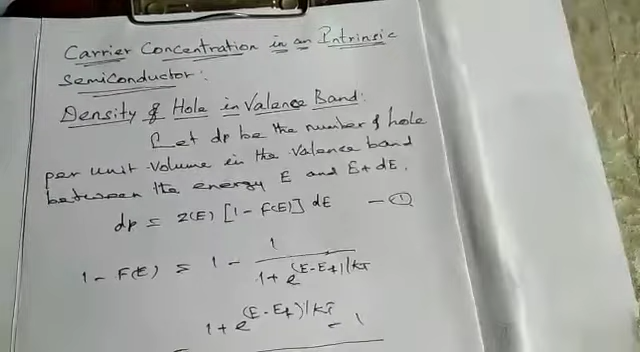 Carrier Concentration in an Intrinsic
Semiconductor:
Density of Hole in Valence Band:
Let dp be the number of hole
per unit volume in the valence band
between the energy E and E+dE.
dp = Z(E) [1 - F(E)] dE —①
1 - F(E) = 1 - 1 / 1 + e^(E-Ef)/kT
1 + e^(E-Ef)/kT - 1
=